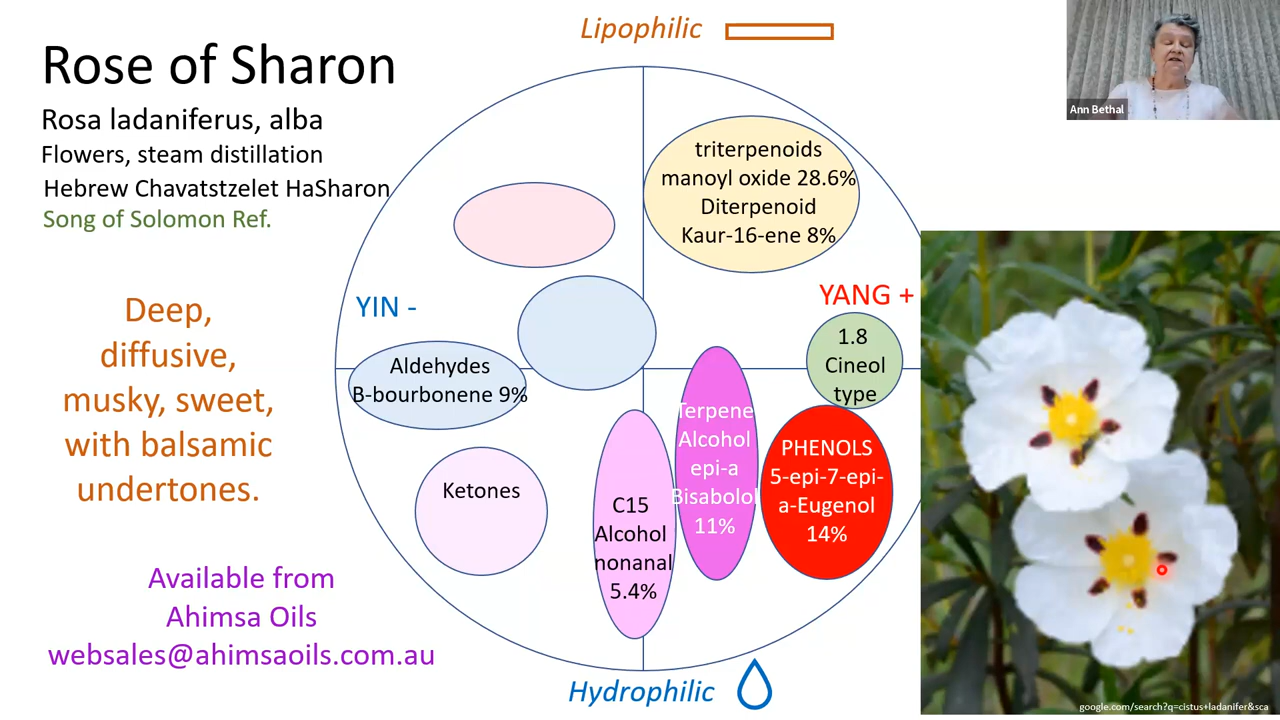 Rose of Sharon
Rosa ladaniferus, alba
Flowers, steam distillation
Hebrew Chavatstzelet HaSharon
Song of Solomon Ref.
Deep,
diffusive,
musky, sweet,
with balsamic
undertones.
Available from
Ahimsa Oils
websales@ahimsaoils.com.au
Lipophilic
triterpenoids
manoyl oxide 28.6%
Diterpenoid
Kaur-16-ene 8%
YIN -
YANG +
1.8
Cineol
type
Aldehydes
B-bourbonene 9%
Ketones
C15
Alcohol
nonanal
5.4%
Terpene
Alcohol
epi-a
Bisabolol
11%
PHENOLS
5-epi-7-epi-
a-Eugenol
14%
Hydrophilic
Ann Bethal
google.com/search?q=cistus+ladanifer&sca